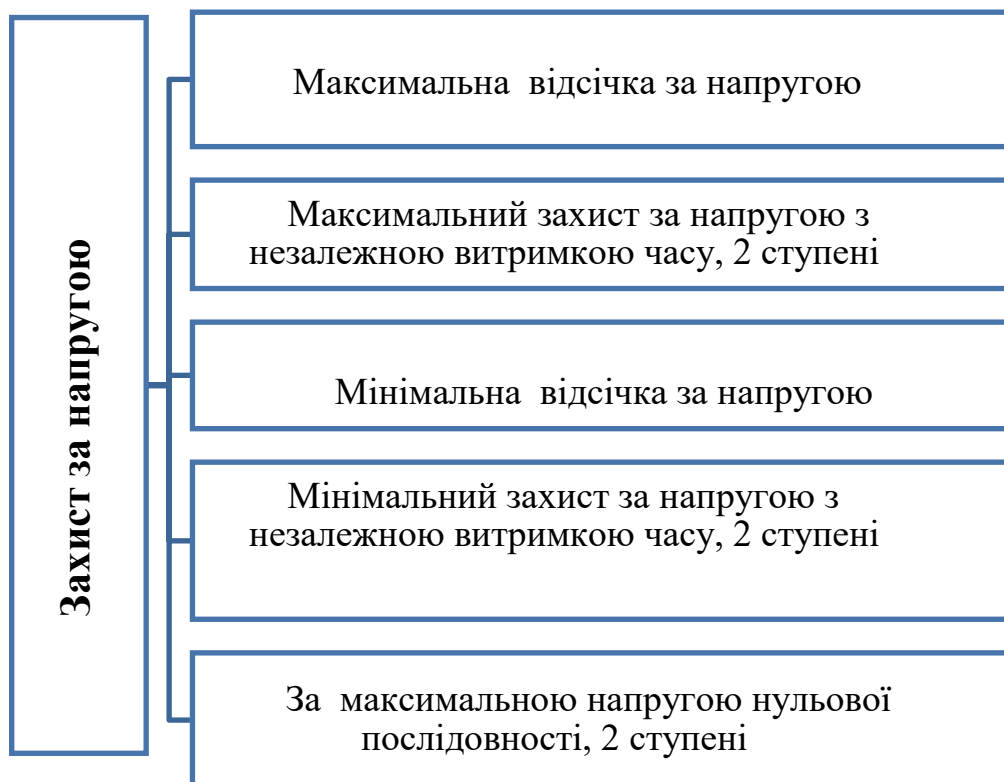 Захист за напругою
Максимальна відсічка за напругою
Максимальний захист за напругою з
незалежною витримкою часу, 2 ступені
Мінімальна відсічка за напругою
Мінімальний захист за напругою з
незалежною витримкою часу, 2 ступені
За максимальною напругою нульової
послідовності, 2 ступені